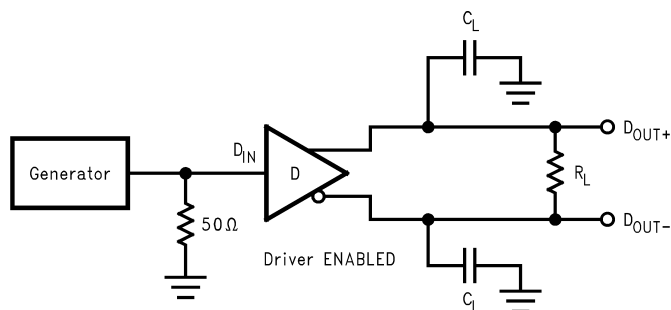 C_L
D_OUT+
Generator
D_IN
D
R_L
50Ω
D_OUT−
Driver ENABLED
C_L